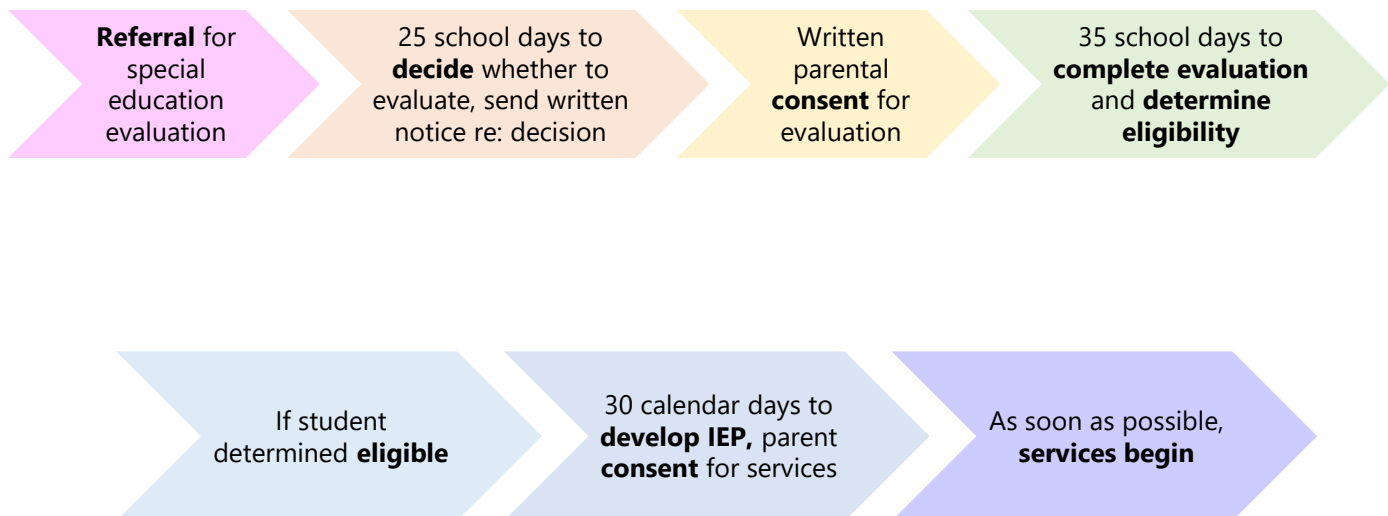 Referral for
special
education
evaluation
25 school days to
decide whether to
evaluate, send written
notice re: decision
Written
parental
consent for
evaluation
35 school days to
complete evaluation
and determine
eligibility
If student
determined eligible
30 calendar days to
develop IEP, parent
consent for services
As soon as possible,
services begin